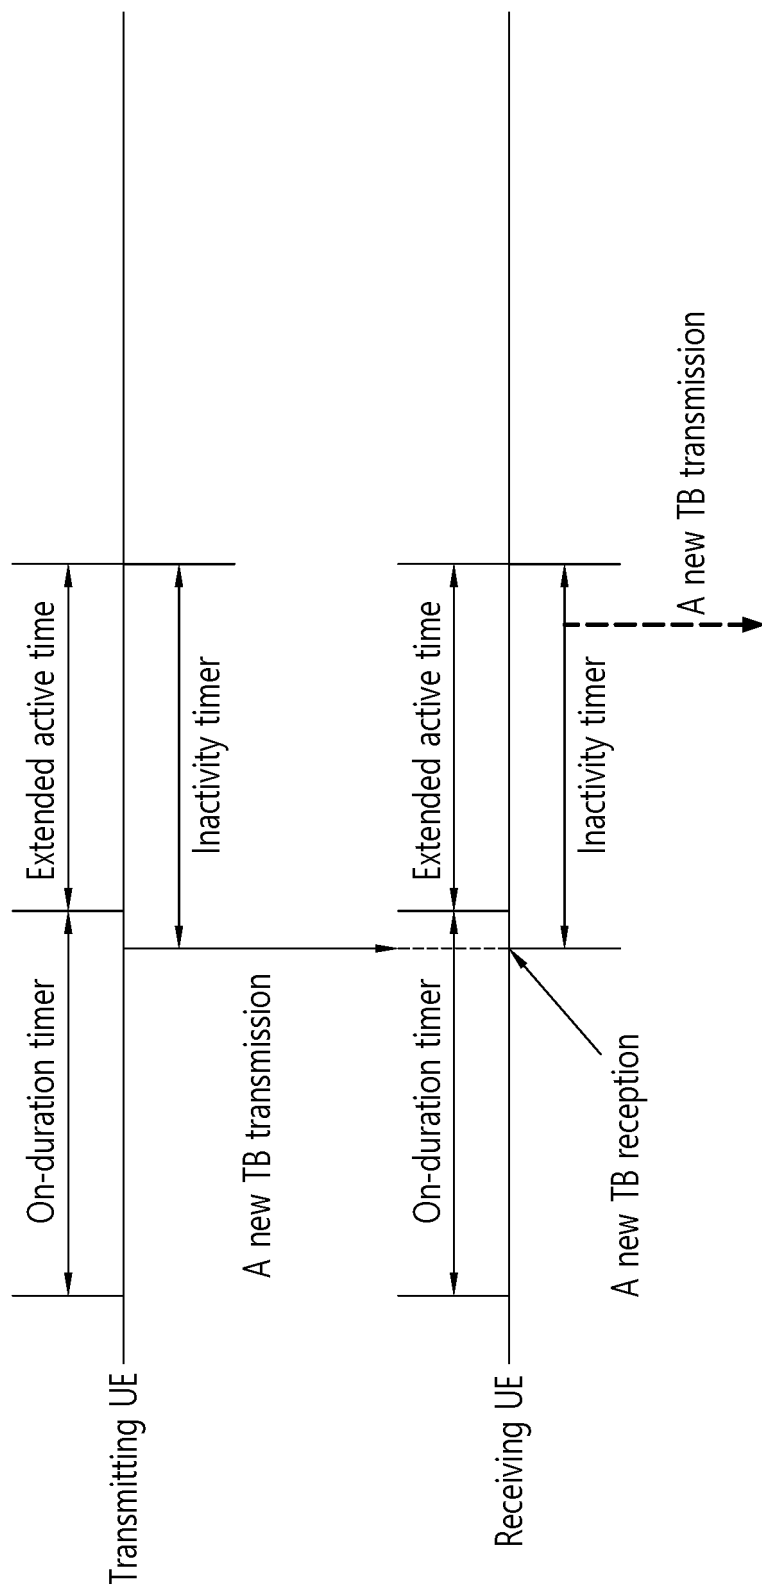 Transmitting UE
On-duration timer
Extended active time
Inactivity timer
A new TB transmission
Receiving UE
On-duration timer
Extended active time
Inactivity timer
A new TB reception
A new TB transmission